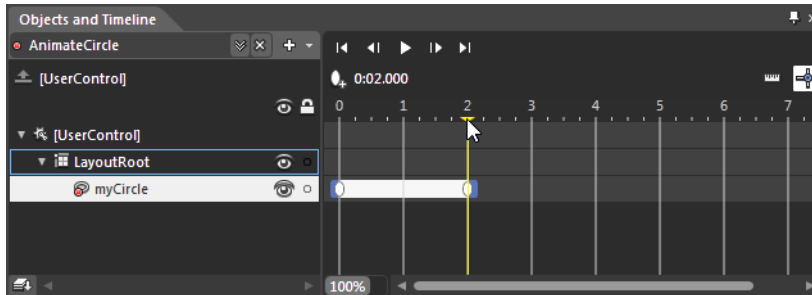 Objects and Timeline
AnimateCircle
[UserControl]
0:02.000
0 1 2 3 4 5 6 7
[UserControl]
LayoutRoot
myCircle
100%